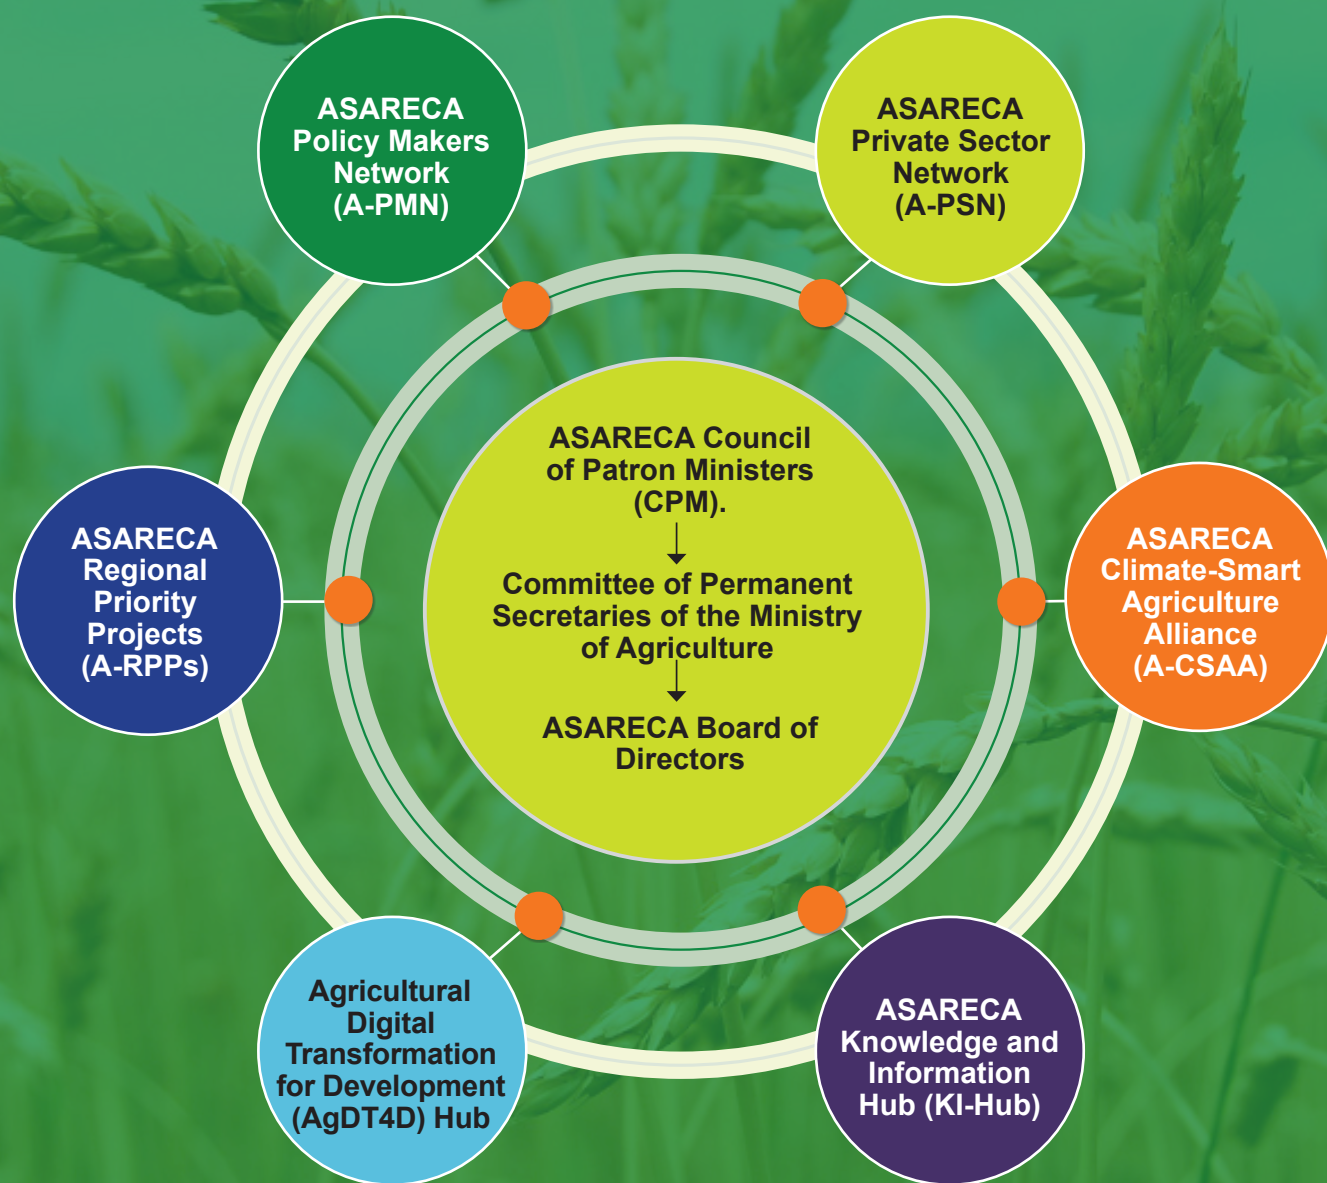 ASARECA
Policy Makers
Network
(A-PMN)
ASARECA
Private Sector
Network
(A-PSN)
ASARECA Council
of Patron Ministers
(CPM).
Committee of Permanent
Secretaries of the Ministry
of Agriculture
ASARECA Board of
Directors
ASARECA
Regional
Priority
Projects
(A-RPPs)
ASARECA
Climate-Smart
Agriculture
Alliance
(A-CSAA)
Agricultural
Digital
Transformation
for Development
(AgDT4D) Hub
ASARECA
Knowledge and
Information
Hub (KI-Hub)